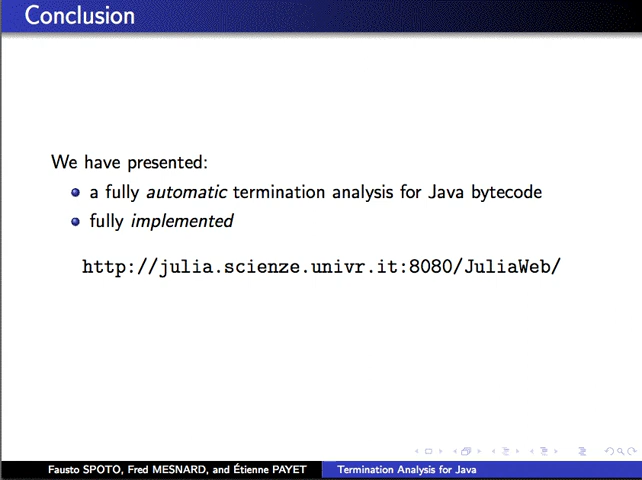 Conclusion
We have presented:
a fully automatic termination analysis for Java bytecode
fully implemented
http://julia.scienze.univr.it:8080/JuliaWeb/
Fausto SPOTO, Fred MESNARD, and Étienne PAYET
Termination Analysis for Java